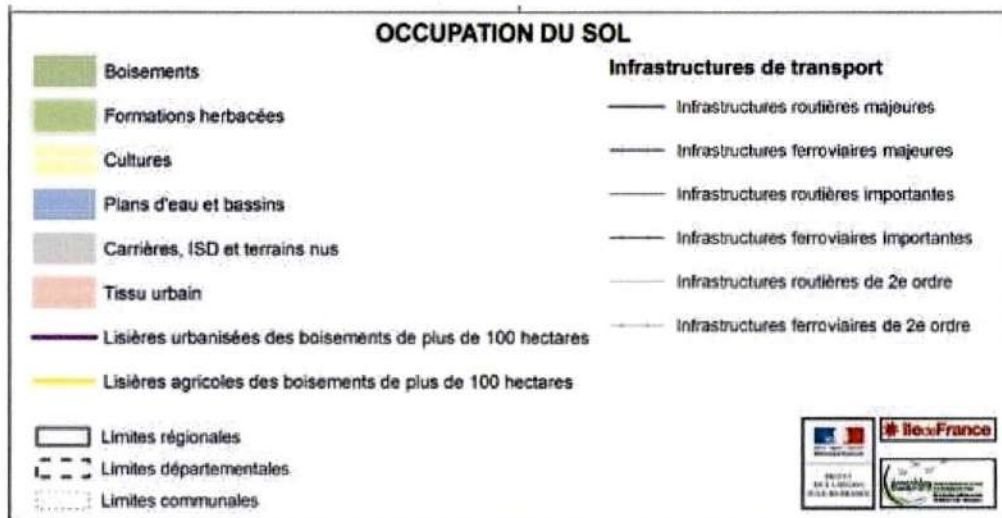 OCCUPATION DU SOL
Boisements
Formations herbacées
Cultures
Plans d'eau et bassins
Carrières, ISD et terrains nus
Tissu urbain
Lisières urbanisées des boisements de plus de 100 hectares
Lisières agricoles des boisements de plus de 100 hectares
Limites régionales
Limites départementales
Limites communales
Infrastructures de transport
Infrastructures routières majeures
Infrastructures ferroviaires majeures
Infrastructures routières importantes
Infrastructures ferroviaires importantes
Infrastructures routières de 2e ordre
Infrastructures ferroviaires de 2e ordre
îledeFrance
écosphère